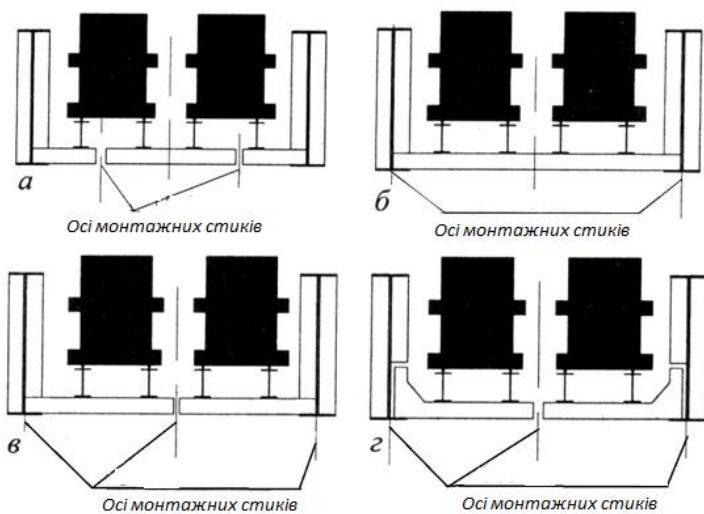 а
Осі монтажних стиків
б
Осі монтажних стиків
в
Осі монтажних стиків
г
Осі монтажних стиків